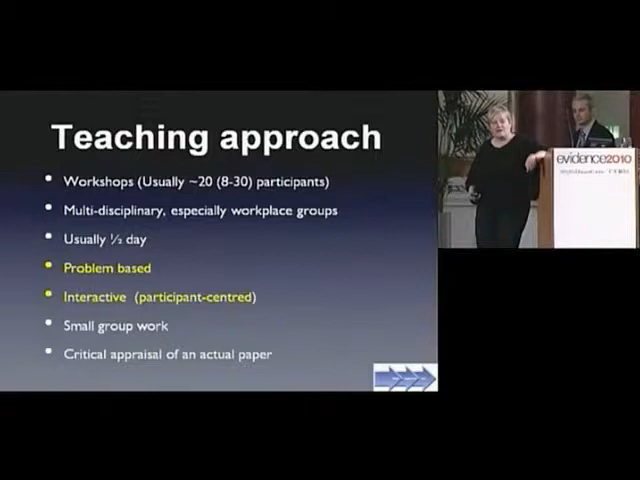 Teaching approach
• Workshops (Usually ~20 (8-30) participants)
• Multi-disciplinary, especially workplace groups
• Usually ½ day
• Problem based
• Interactive (participant-centred)
• Small group work
• Critical appraisal of an actual paper
evidence2010